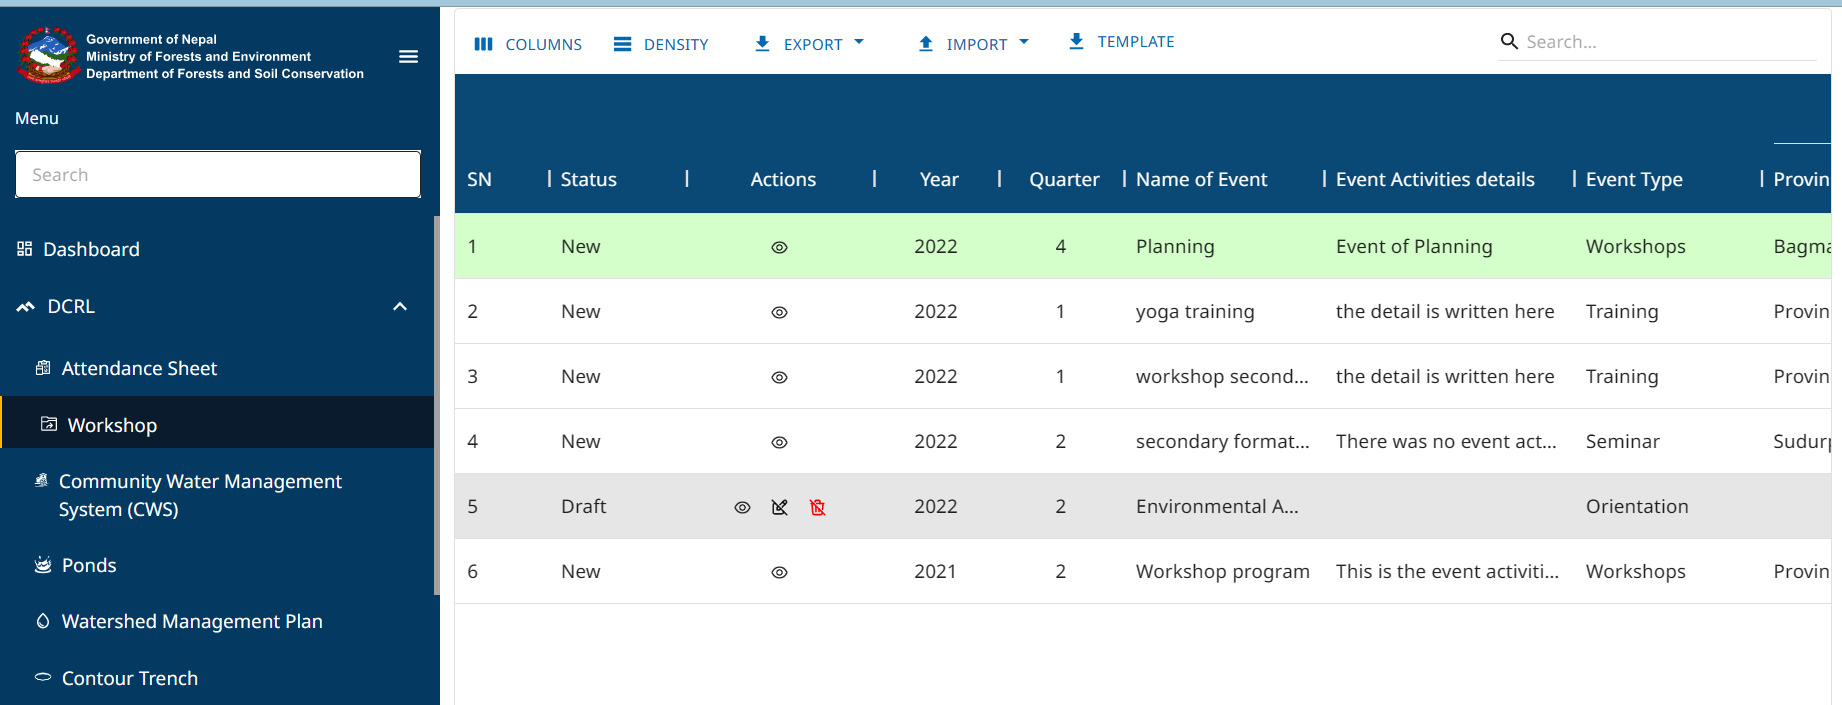 Government of Nepal
Ministry of Forests and Environment
Department of Forests and Soil Conservation
Menu
Search
Dashboard
DCRL
Attendance Sheet
Workshop
Community Water Management
System (CWS)
Ponds
Watershed Management Plan
Contour Trench
COLUMNS DENSITY EXPORT IMPORT TEMPLATE Search...
SN Status Actions Year Quarter Name of Event Event Activities details Event Type Provin
1 New 2022 4 Planning Event of Planning Workshops Bagma
2 New 2022 1 yoga training the detail is written here Training Provin
3 New 2022 1 workshop second... the detail is written here Training Provin
4 New 2022 2 secondary format... There was no event act... Seminar Sudurp
5 Draft 2022 2 Environmental A... Orientation
6 New 2021 2 Workshop program This is the event activiti... Workshops Provin